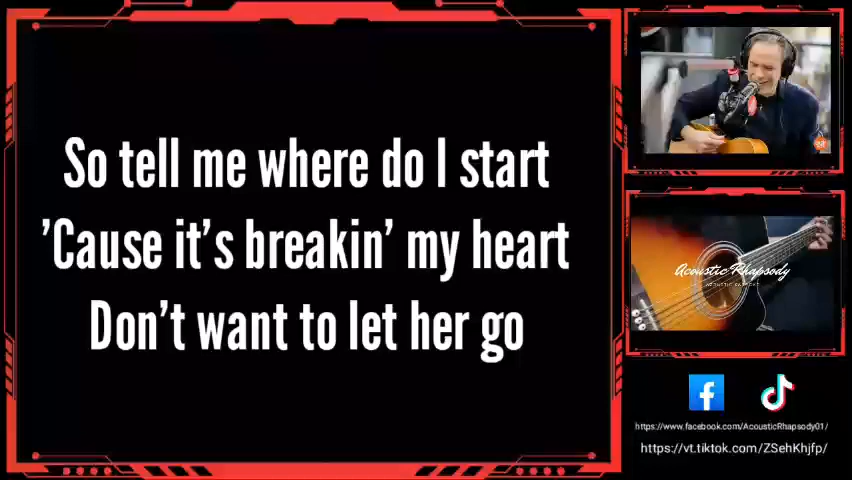 So tell me where do I start
’Cause it’s breakin’ my heart
Don’t want to let her go
Acoustic Rhapsody
https://www.facebook.com/AcousticRhapsody01/
https://vt.tiktok.com/ZSehKhjfp/